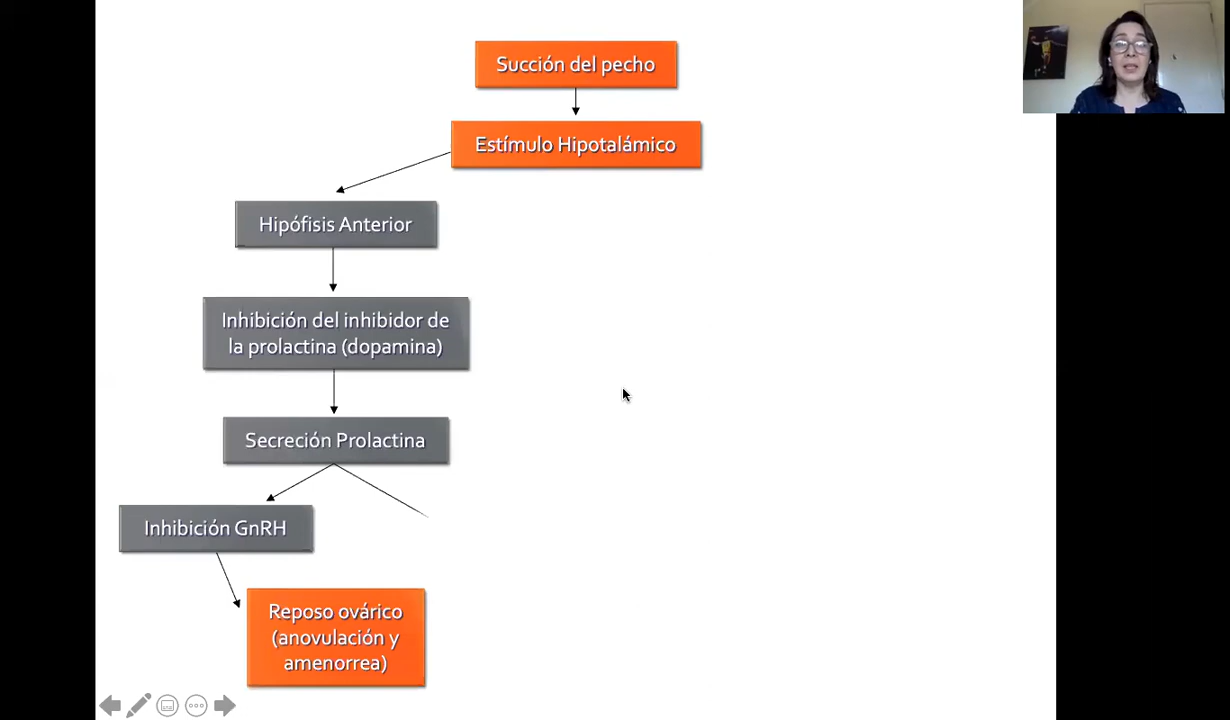 Succión del pecho
Estímulo Hipotalámico
Hipófisis Anterior
Inhibición del inhibidor de
la prolactina (dopamina)
Secreción Prolactina
Inhibición GnRH
Reposo ovárico
(anovulación y
amenorrea)